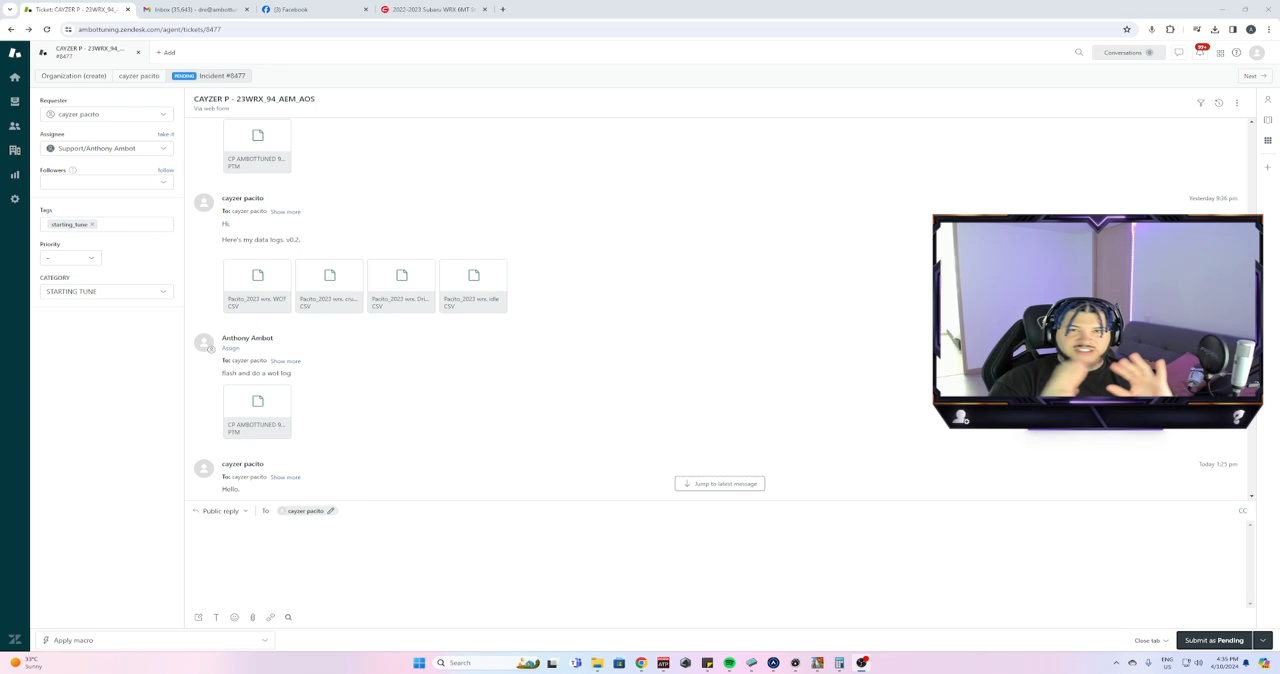 Ticket: CAYZER P - 23WRX_94_A
Inbox (35,643) - dre@ambottun
(3) Facebook
2022-2023 Subaru WRX 6MT S
ambottuning.zendesk.com/agent/tickets/8477
CAYZER P - 23WRX_94_...
#8477
Add
Conversations 0
99+
Organization (create)
cayzer pacito
PENDING Incident #8477
Next
Requester
cayzer pacito
Assignee
take it
Support/Anthony Ambot
Followers
follow
Tags
starting_tune
Priority
-
CATEGORY
STARTING TUNE
CAYZER P - 23WRX_94_AEM_AOS
Via web form
CP AMBOTTUNED 9...
PTM
cayzer pacito
Yesterday 9:36 pm
To: cayzer pacito Show more
Hi,
Here's my data logs, v0.2.
Pacito_2023 wrx. WOT
CSV
Pacito_2023 wrx. cru...
CSV
Pacito_2023 wrx. Dri...
CSV
Pacito_2023 wrx. idle
CSV
Anthony Ambot
Assign
To: cayzer pacito Show more
flash and do a wot log
CP AMBOTTUNED 9...
PTM
cayzer pacito
Today 1:25 pm
To: cayzer pacito Show more
Hello,
Jump to latest message
Public reply
To
cayzer pacito
CC
Apply macro
Close tab
Submit as Pending
33°C
Sunny
Search
ATP
ENG
US
4:35 PM
4/10/2024